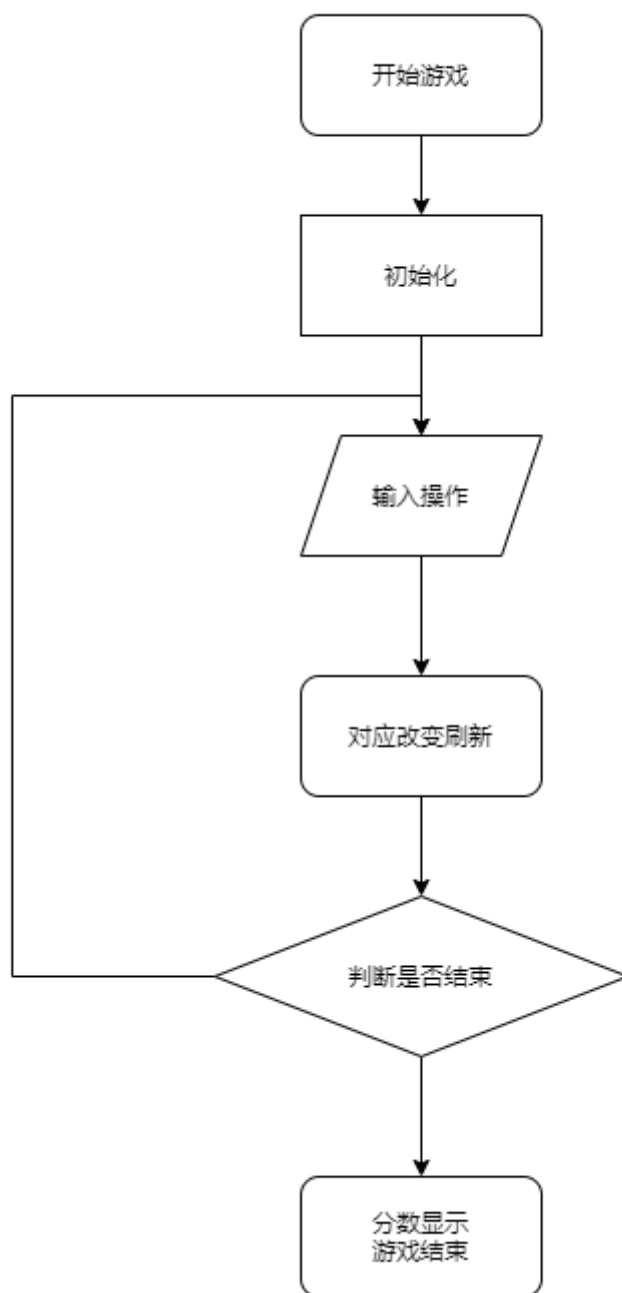 开始游戏
初始化
输入操作
对应改变刷新
判断是否结束
分数显示
游戏结束